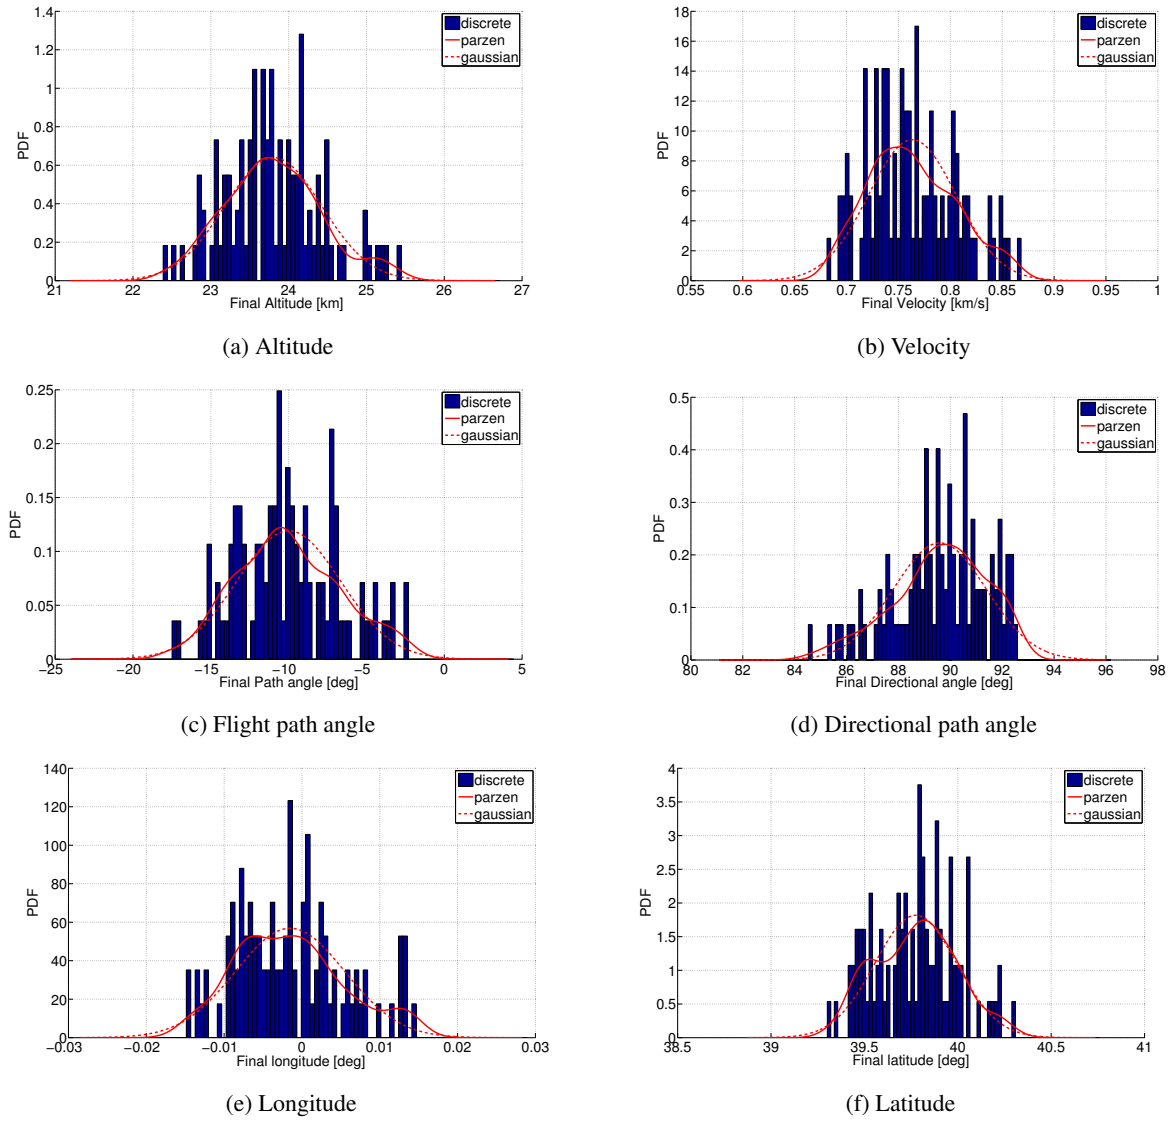 1.4
1.2
1
0.8
0.6
0.4
0.2
0
PDF
21 22 23 24 25 26 27
Final Altitude [km]
discrete
parzen
gaussian
(a) Altitude
18
16
14
12
10
8
6
4
2
0
PDF
0.55 0.6 0.65 0.7 0.75 0.8 0.85 0.9 0.95 1
Final Velocity [km/s]
discrete
parzen
gaussian
(b) Velocity
0.25
0.2
0.15
0.1
0.05
0
PDF
−25 −20 −15 −10 −5 0 5
Final Path angle [deg]
discrete
parzen
gaussian
(c) Flight path angle
0.5
0.4
0.3
0.2
0.1
0
PDF
80 82 84 86 88 90 92 94 96 98
Final Directional angle [deg]
discrete
parzen
gaussian
(d) Directional path angle
140
120
100
80
60
40
20
0
PDF
−0.03 −0.02 −0.01 0 0.01 0.02 0.03
Final longitude [deg]
discrete
parzen
gaussian
(e) Longitude
4
3.5
3
2.5
2
1.5
1
0.5
0
PDF
38.5 39 39.5 40 40.5 41
Final latitude [deg]
discrete
parzen
gaussian
(f) Latitude